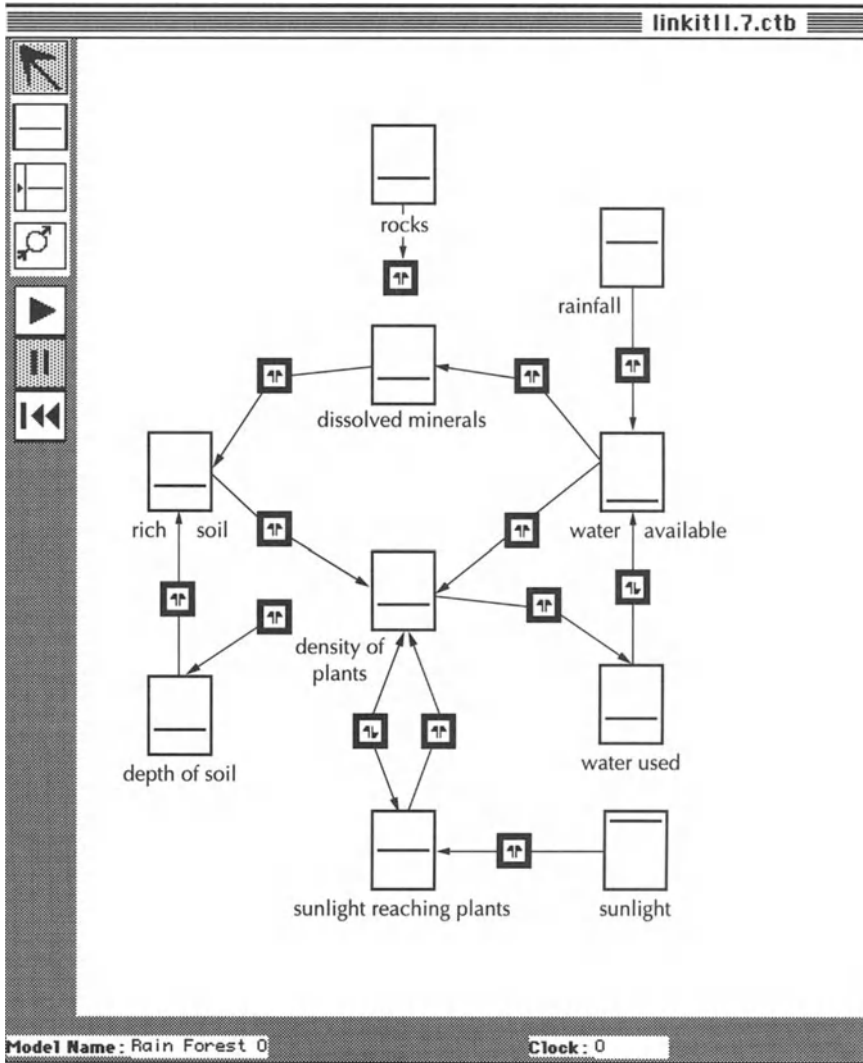 linkitII.7.ctb
rocks
rainfall
dissolved minerals
rich soil
water available
density of
plants
depth of soil
water used
sunlight reaching plants
sunlight
Model Name: Rain Forest 0
Clock: 0